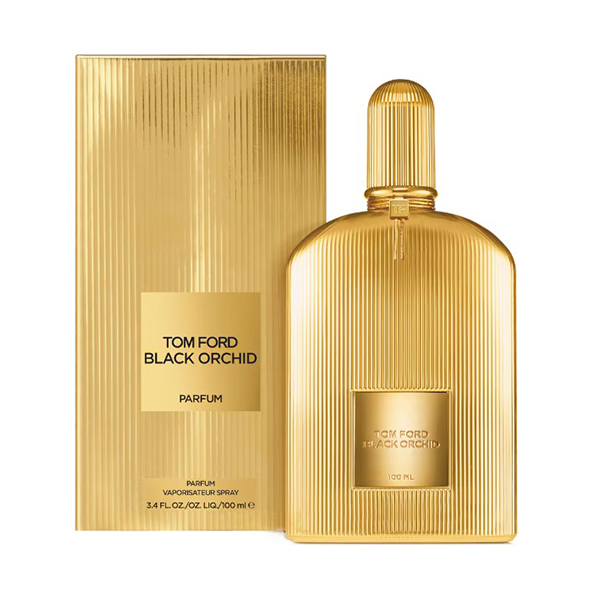 TOM FORD
BLACK ORCHID
PARFUM
PARFUM
VAPORISATEUR SPRAY
3.4 FL. OZ./OZ. LIQ./100 ml ℮
TF
TOM FORD
BLACK ORCHID
100 ML